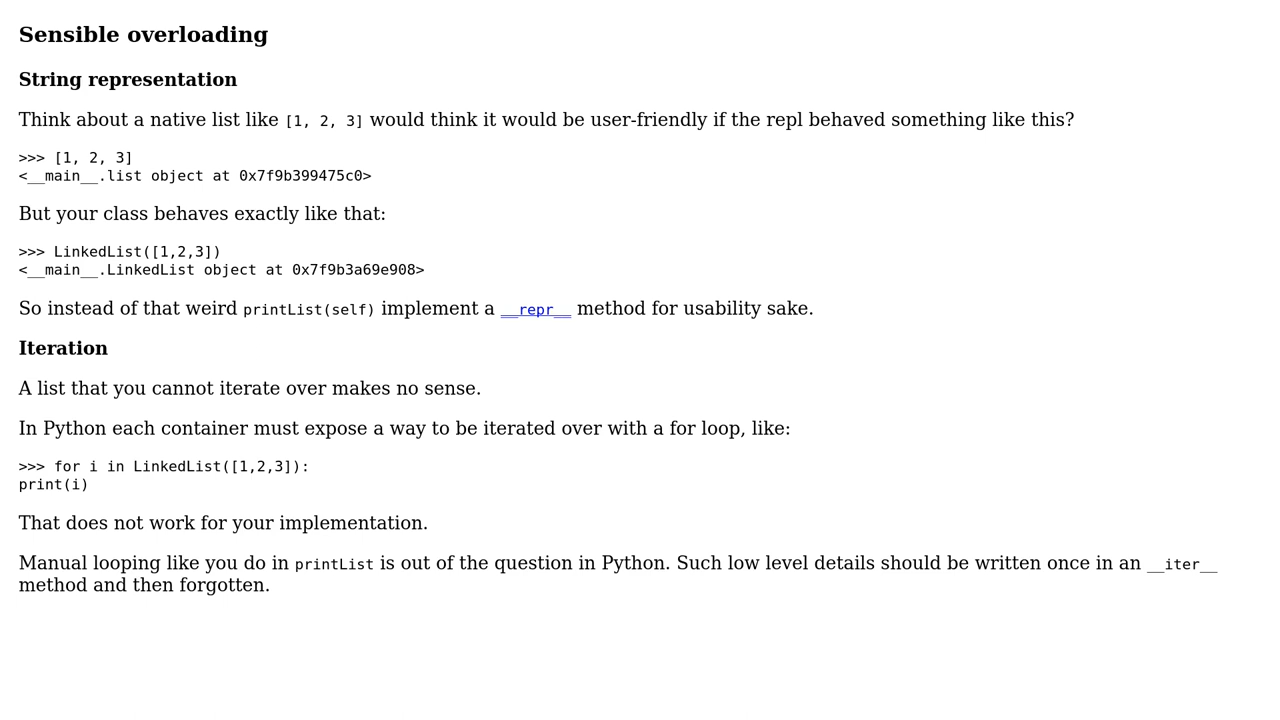 Sensible overloading
String representation
Think about a native list like [1, 2, 3] would think it would be user-friendly if the repl behaved something like this?
>>> [1, 2, 3]
<__main__.list object at 0x7f9b399475c0>
But your class behaves exactly like that:
>>> LinkedList([1,2,3])
<__main__.LinkedList object at 0x7f9b3a69e908>
So instead of that weird printList(self) implement a __repr__ method for usability sake.
Iteration
A list that you cannot iterate over makes no sense.
In Python each container must expose a way to be iterated over with a for loop, like:
>>> for i in LinkedList([1,2,3]):
print(i)
That does not work for your implementation.
Manual looping like you do in printList is out of the question in Python. Such low level details should be written once in an __iter__
method and then forgotten.